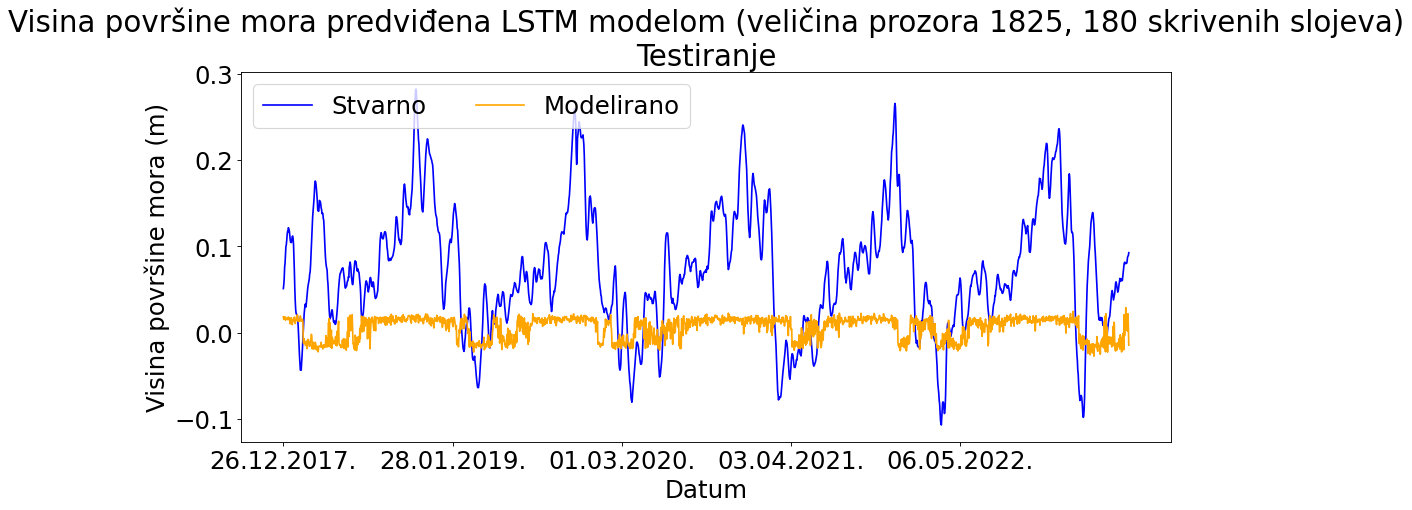 Visina površine mora predviđena LSTM modelom (veličina prozora 1825, 180 skrivenih slojeva)
Testiranje
Stvarno Modelirano
Visina površine mora (m)
0.3
0.2
0.1
0.0
−0.1
26.12.2017. 28.01.2019. 01.03.2020. 03.04.2021. 06.05.2022.
Datum